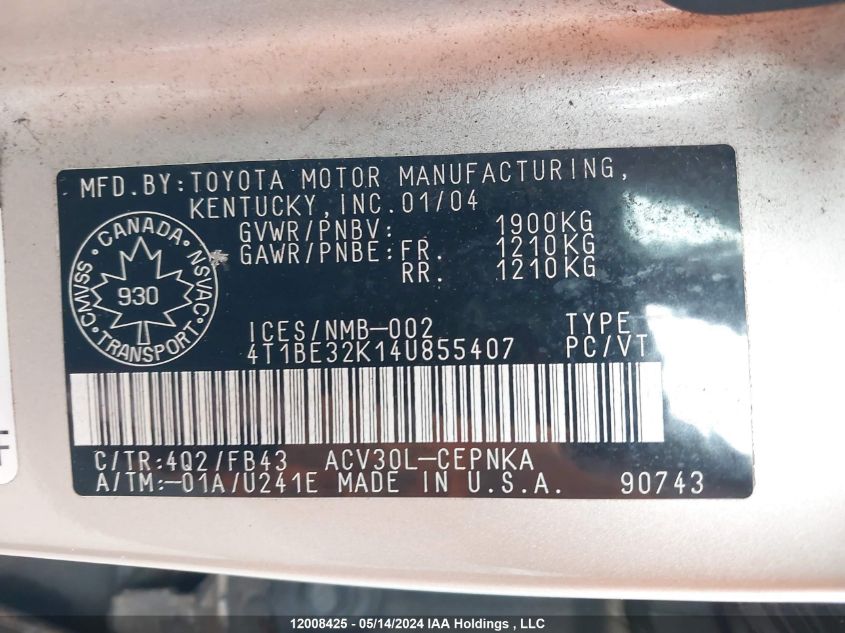 MFD. BY: TOYOTA MOTOR MANUFACTURING,
KENTUCKY, INC. 01/04
GVWR/PNBV: 1900KG
GAWR/PNBE: FR. 1210KG
RR. 1210KG
CANADA
CMVSS 930 NSVAC
TRANSPORT
ICES/NMB-002 TYPE
4T1BE32K14U855407 PC/VT
C/TR:4Q2/FB43 ACV30L-CEPNKA
A/TM:-01A/U241E MADE IN U.S.A. 90743
12008425 - 05/14/2024 IAA Holdings , LLC